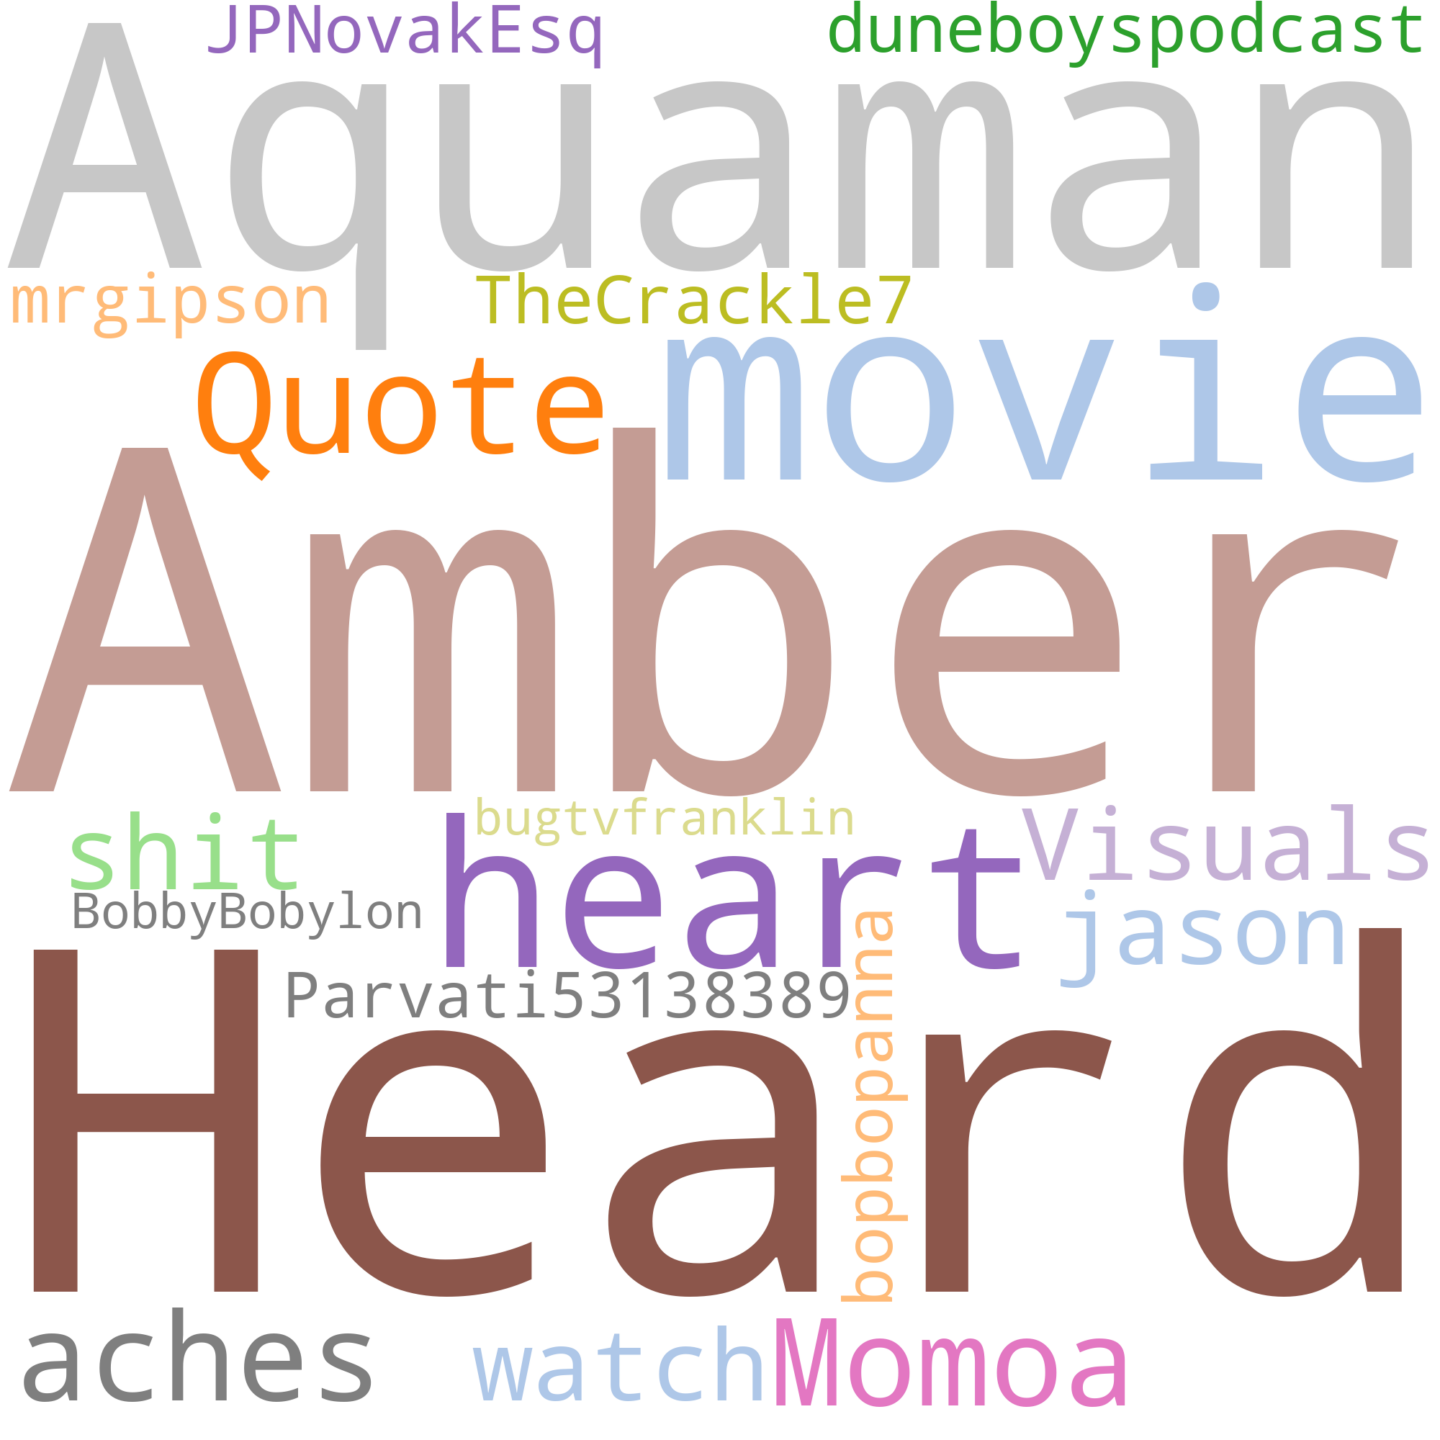 JPNovakEsq duneboyspodcast
Aquaman
mrgipson TheCrackle7
Quote movie
Amber
bugtvfranklin
shit heart Visuals
BobbyBobylon jason
Parvati53138389
bopbopanna
Heard
aches watch Momoa